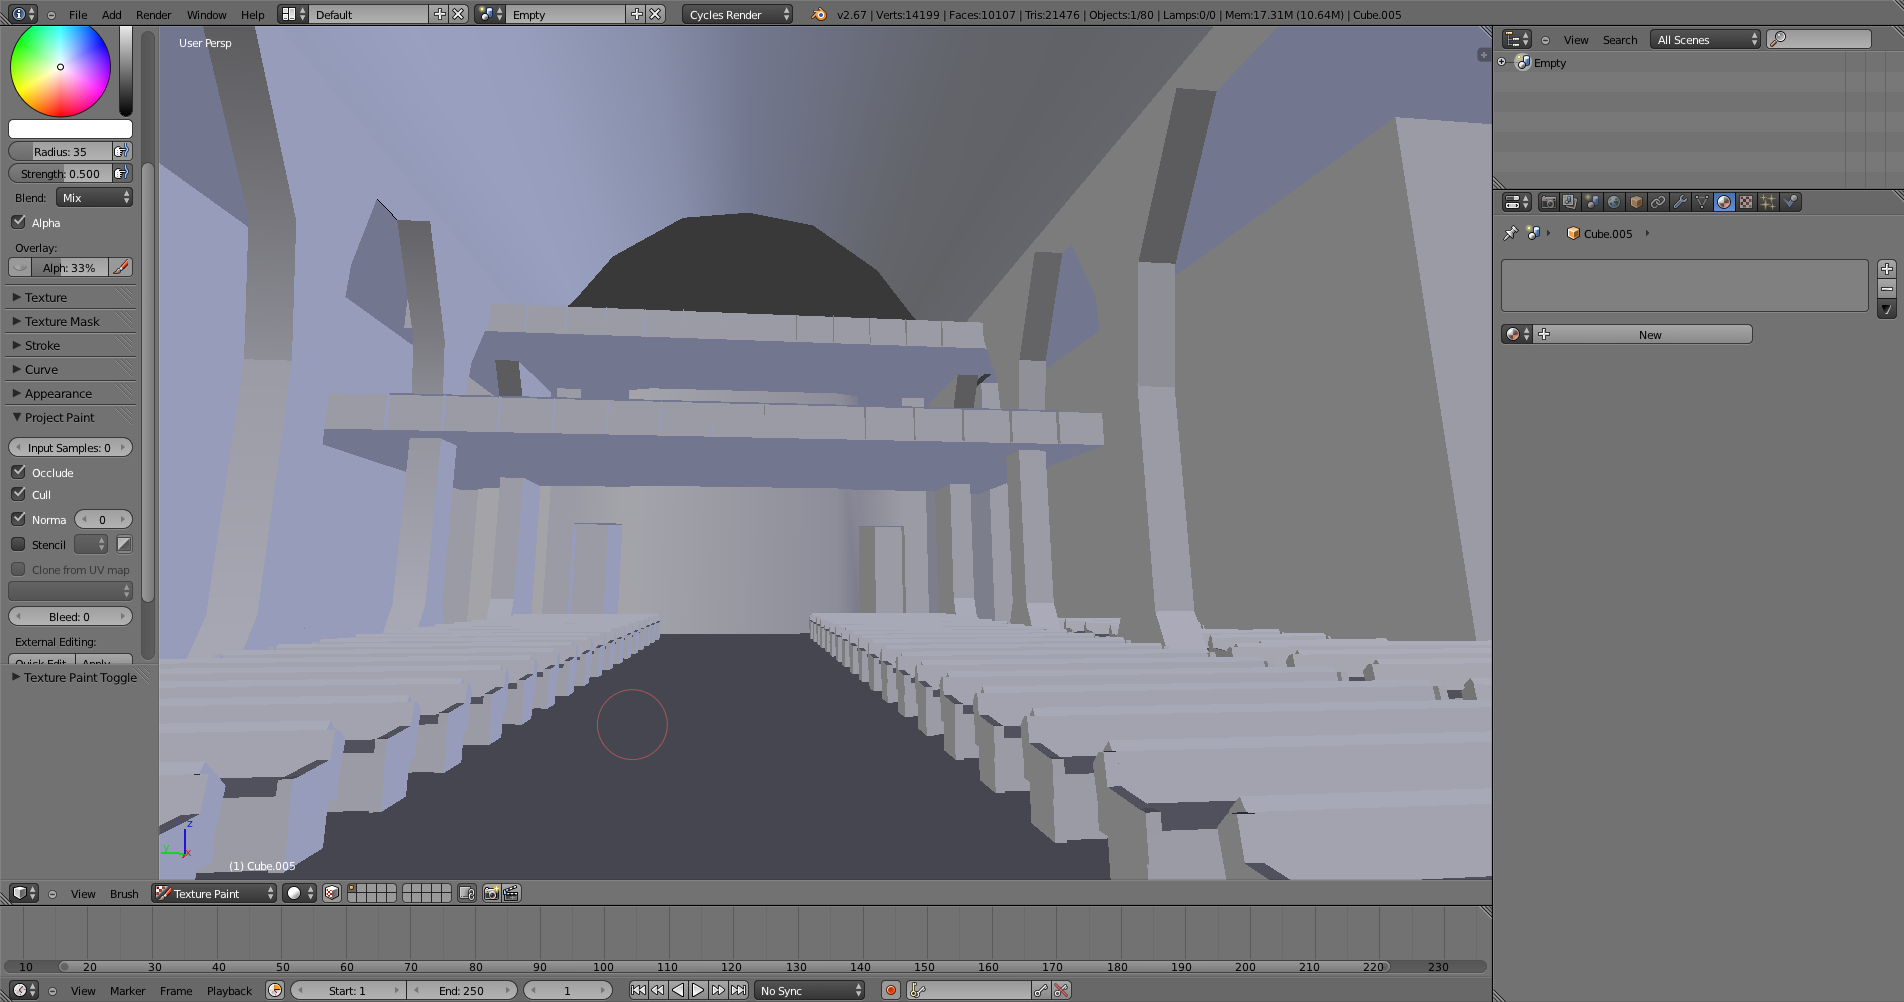 File Add Render Window Help Default Empty Cycles Render v2.67 | Verts:14199 | Faces:10107 | Tris:21476 | Objects:1/80 | Lamps:0/0 | Mem:17.31M (10.64M) | Cube.005
User Persp
View Search All Scenes
Empty
Radius: 35
Strength: 0.500
Blend: Mix
Alpha
Overlay:
Alph: 33%
Texture
Texture Mask
Stroke
Curve
Appearance
Project Paint
Input Samples: 0
Occlude
Cull
Norma 0
Stencil
Clone from UV map
Bleed: 0
External Editing:
Quick Edit Apply
Texture Paint Toggle
Cube.005
New
z
y x
(1) Cube.005
View Brush Texture Paint
10 20 30 40 50 60 70 80 90 100 110 120 130 140 150 160 170 180 190 200 210 220 230
View Marker Frame Playback Start: 1 End: 250 1 No Sync